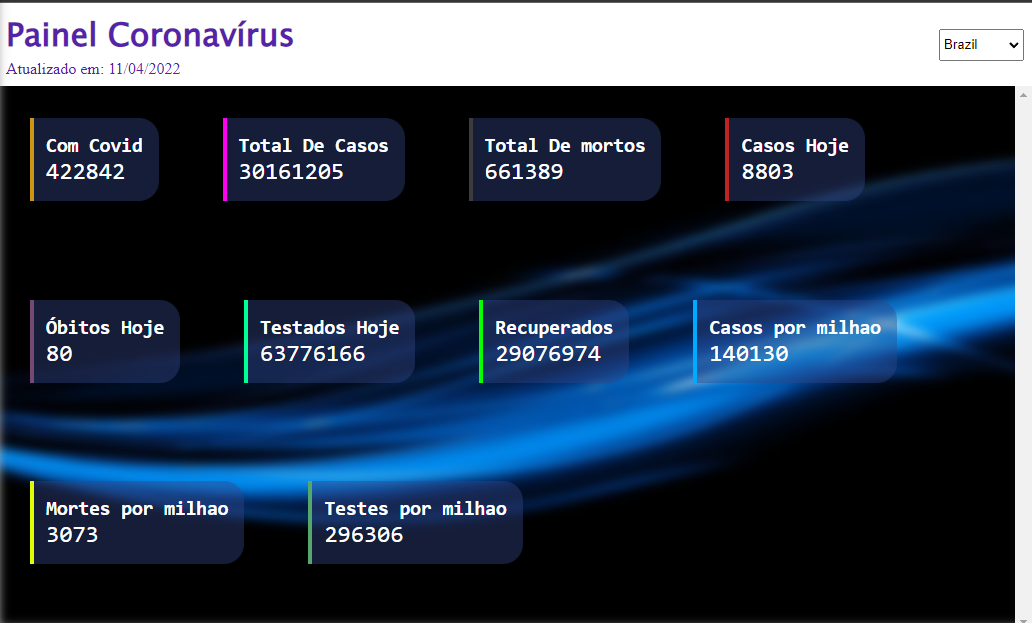 Painel Coronavírus
Atualizado em: 11/04/2022
Brazil
Com Covid
422842
Total De Casos
30161205
Total De mortos
661389
Casos Hoje
8803
Óbitos Hoje
80
Testados Hoje
63776166
Recuperados
29076974
Casos por milhao
140130
Mortes por milhao
3073
Testes por milhao
296306